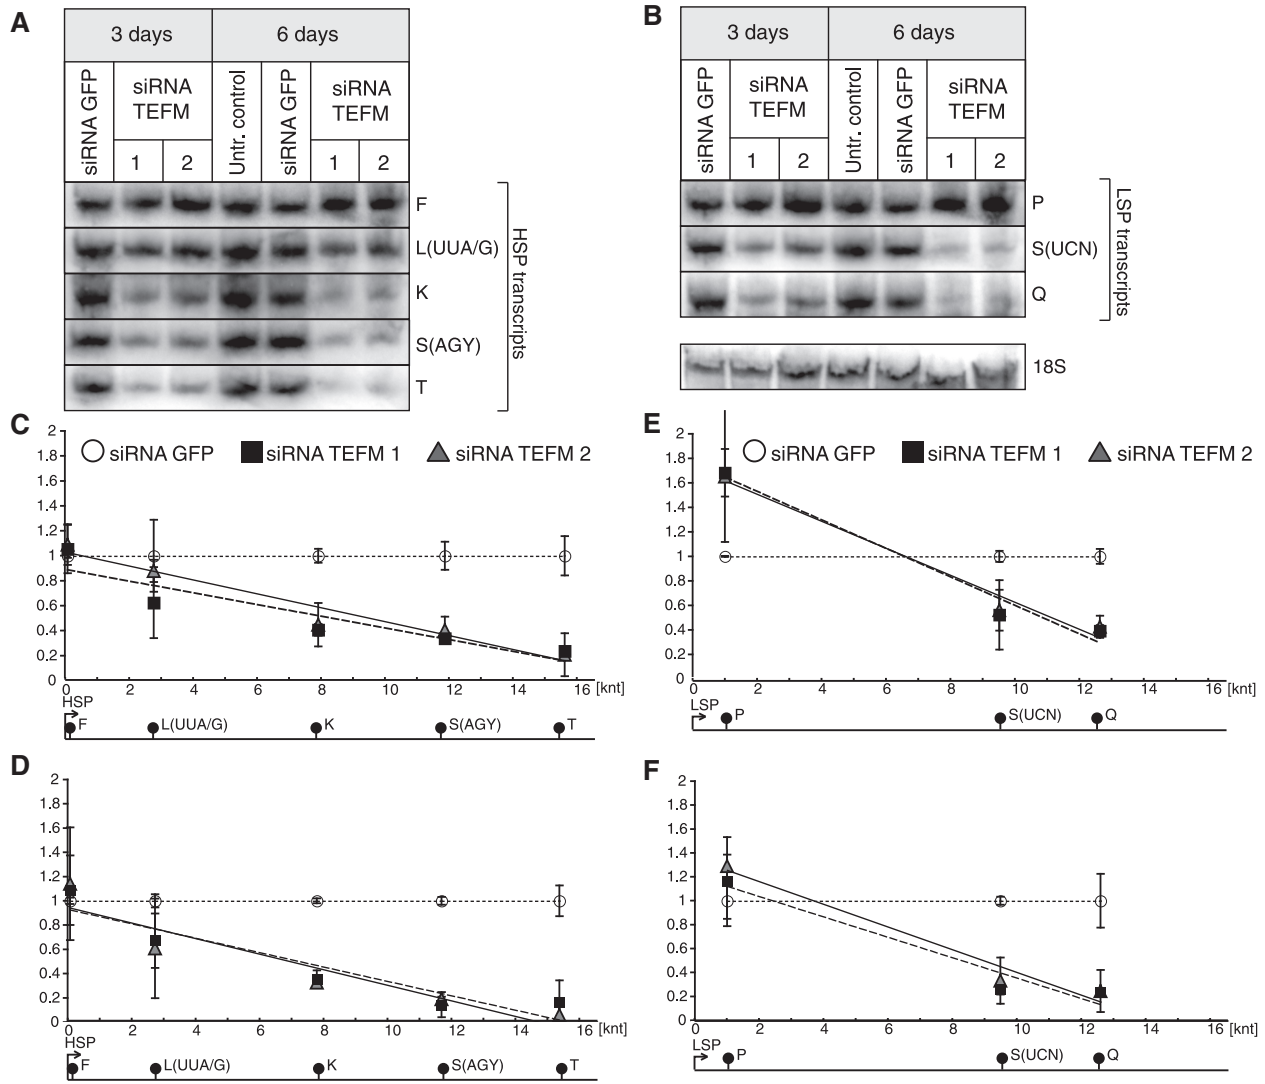 A
3 days
6 days
siRNA GFP
siRNA TEFM
Untr. control
siRNA GFP
siRNA TEFM
1
2
1
2
F
L(UUA/G)
K
S(AGY)
T
HSP transcripts
B
3 days
6 days
siRNA GFP
siRNA TEFM
Untr. control
siRNA GFP
siRNA TEFM
1
2
1
2
P
S(UCN)
Q
LSP transcripts
18S
C
siRNA GFP siRNA TEFM 1 siRNA TEFM 2
2
1.8
1.6
1.4
1.2
1
0.8
0.6
0.4
0.2
0
0 2 4 6 8 10 12 14 16 [knt]
HSP
F L(UUA/G) K S(AGY) T
E
siRNA GFP siRNA TEFM 1 siRNA TEFM 2
2
1.8
1.6
1.4
1.2
1
0.8
0.6
0.4
0.2
0
0 2 4 6 8 10 12 14 16 [knt]
LSP
P S(UCN) Q
D
2
1.8
1.6
1.4
1.2
1
0.8
0.6
0.4
0.2
0
0 2 4 6 8 10 12 14 16 [knt]
HSP
F L(UUA/G) K S(AGY) T
F
2
1.8
1.6
1.4
1.2
1
0.8
0.6
0.4
0.2
0
0 2 4 6 8 10 12 14 16 [knt]
LSP
P S(UCN) Q